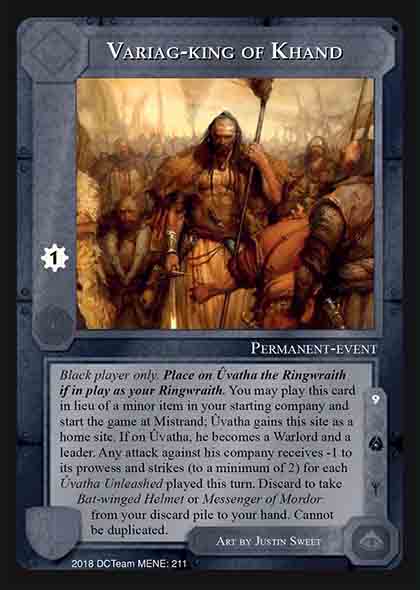 Variag-king of Khand
1
Permanent-event
Black player only. Place on Ûvatha the Ringwraith
if in play as your Ringwraith. You may play this card
in lieu of a minor item in your starting company and
start the game at Mistrand; Ûvatha gains this site as a
home site. If on Ûvatha, he becomes a Warlord and a
leader. Any attack against his company receives -1 to
its prowess and strikes (to a minimum of 2) for each
Ûvatha Unleashed played this turn. Discard to take
Bat-winged Helmet or Messenger of Mordor
from your discard pile to your hand. Cannot
be duplicated.
9
Art by Justin Sweet
2018 DCTeam MENE: 211